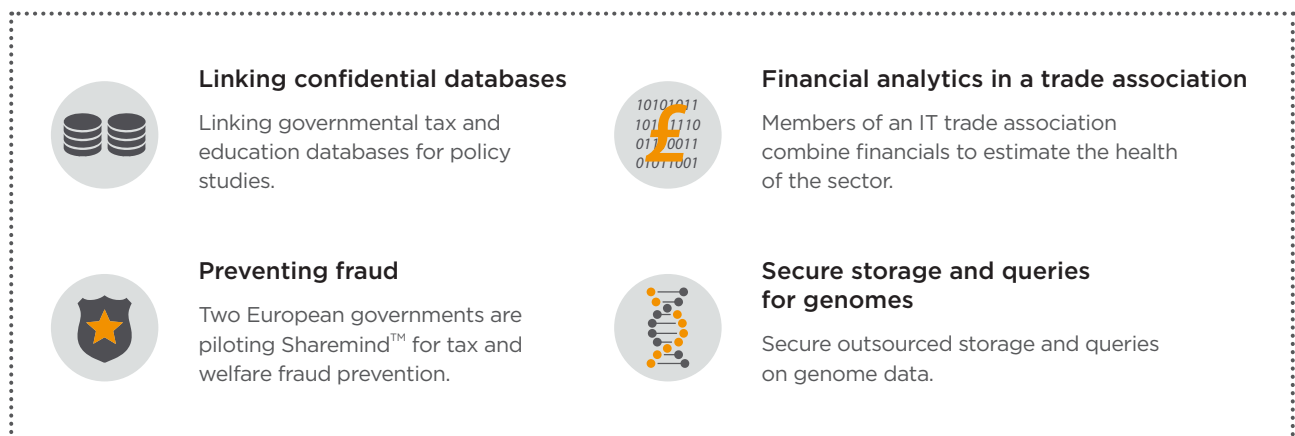 Linking confidential databases
Linking governmental tax and
education databases for policy
studies.
10101011
Financial analytics in a trade association
Members of an IT trade association
combine financials to estimate the health
of the sector.
01011001
Preventing fraud
Two European governments are
piloting Sharemind™ for tax and
welfare fraud prevention.
Secure storage and queries
for genomes
Secure outsourced storage and queries
on genome data.